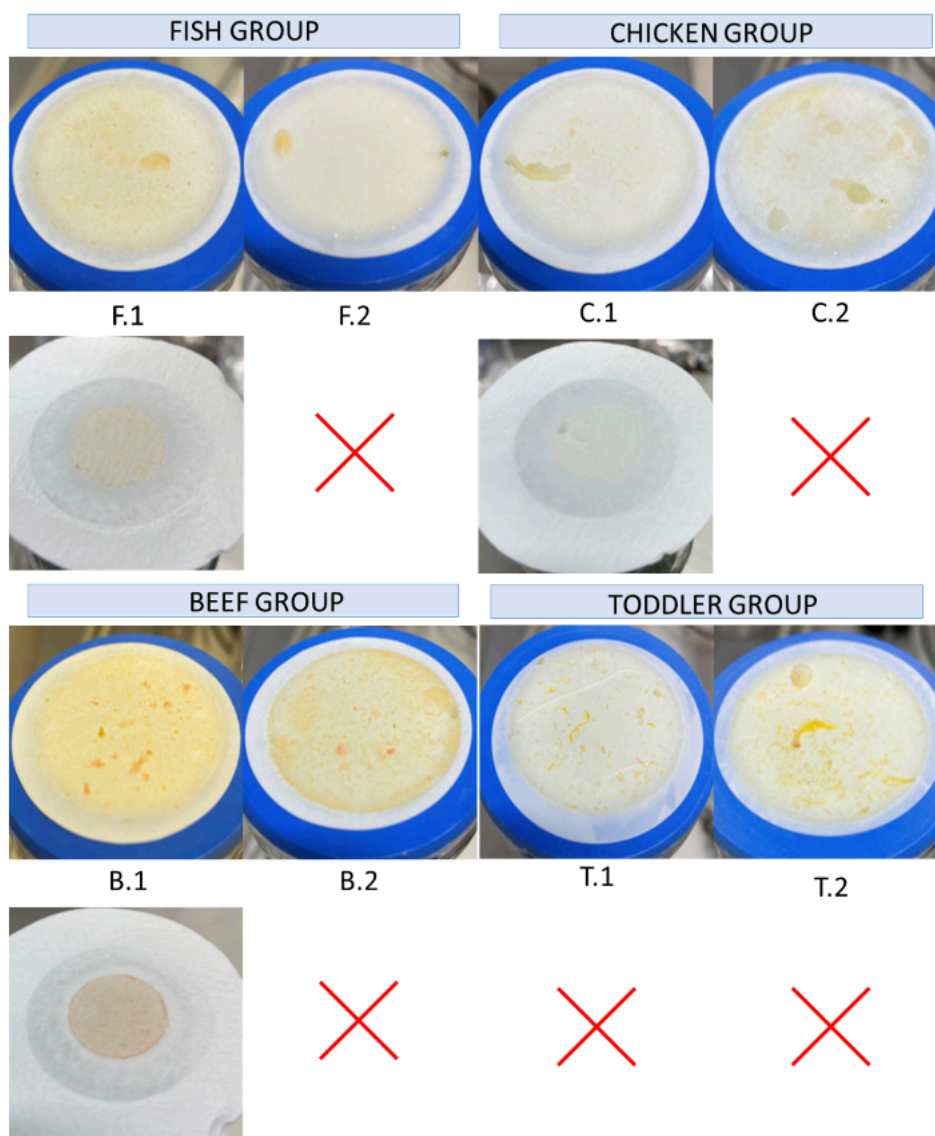 FISH GROUP
CHICKEN GROUP
F.1
F.2
C.1
C.2
BEEF GROUP
TODDLER GROUP
B.1
B.2
T.1
T.2